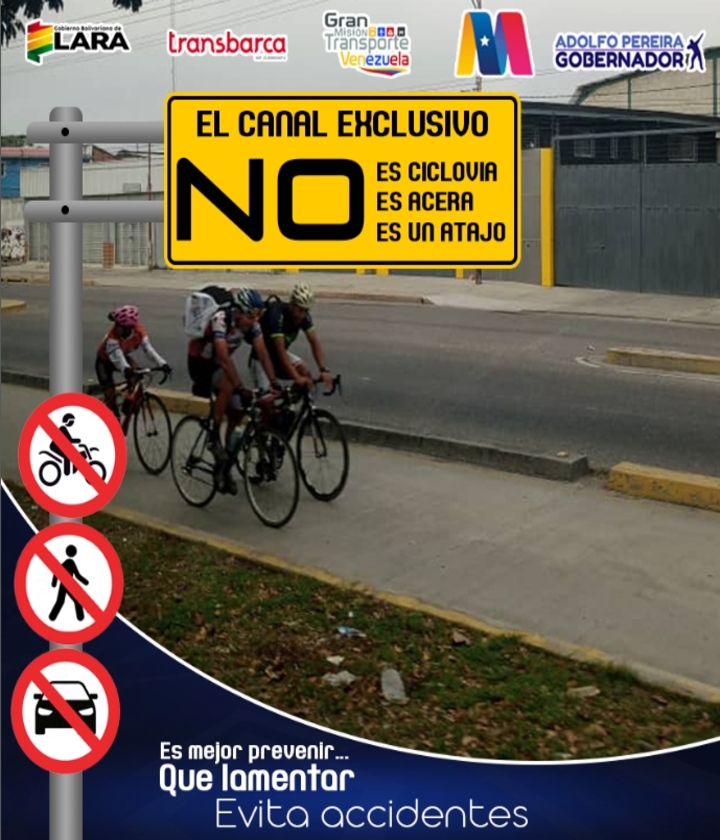 Gobierno Bolivariano de
LARA
transbarca
Gran
MISIÓN
Transporte
Venezuela
ADOLFO PEREIRA
GOBERNADOR
EL CANAL EXCLUSIVO
NO
ES CICLOVIA
ES ACERA
ES UN ATAJO
Es mejor prevenir...
Que lamentar
Evita accidentes